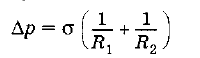 Δp = σ ( 1/R₁ + 1/R₂ )